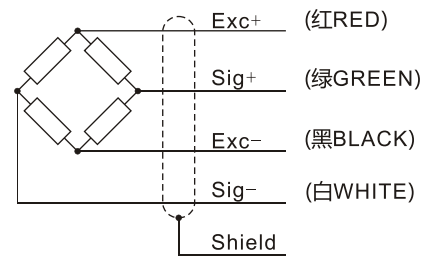 Exc+ (红RED)
Sig+ (绿GREEN)
Exc− (黑BLACK)
Sig− (白WHITE)
Shield